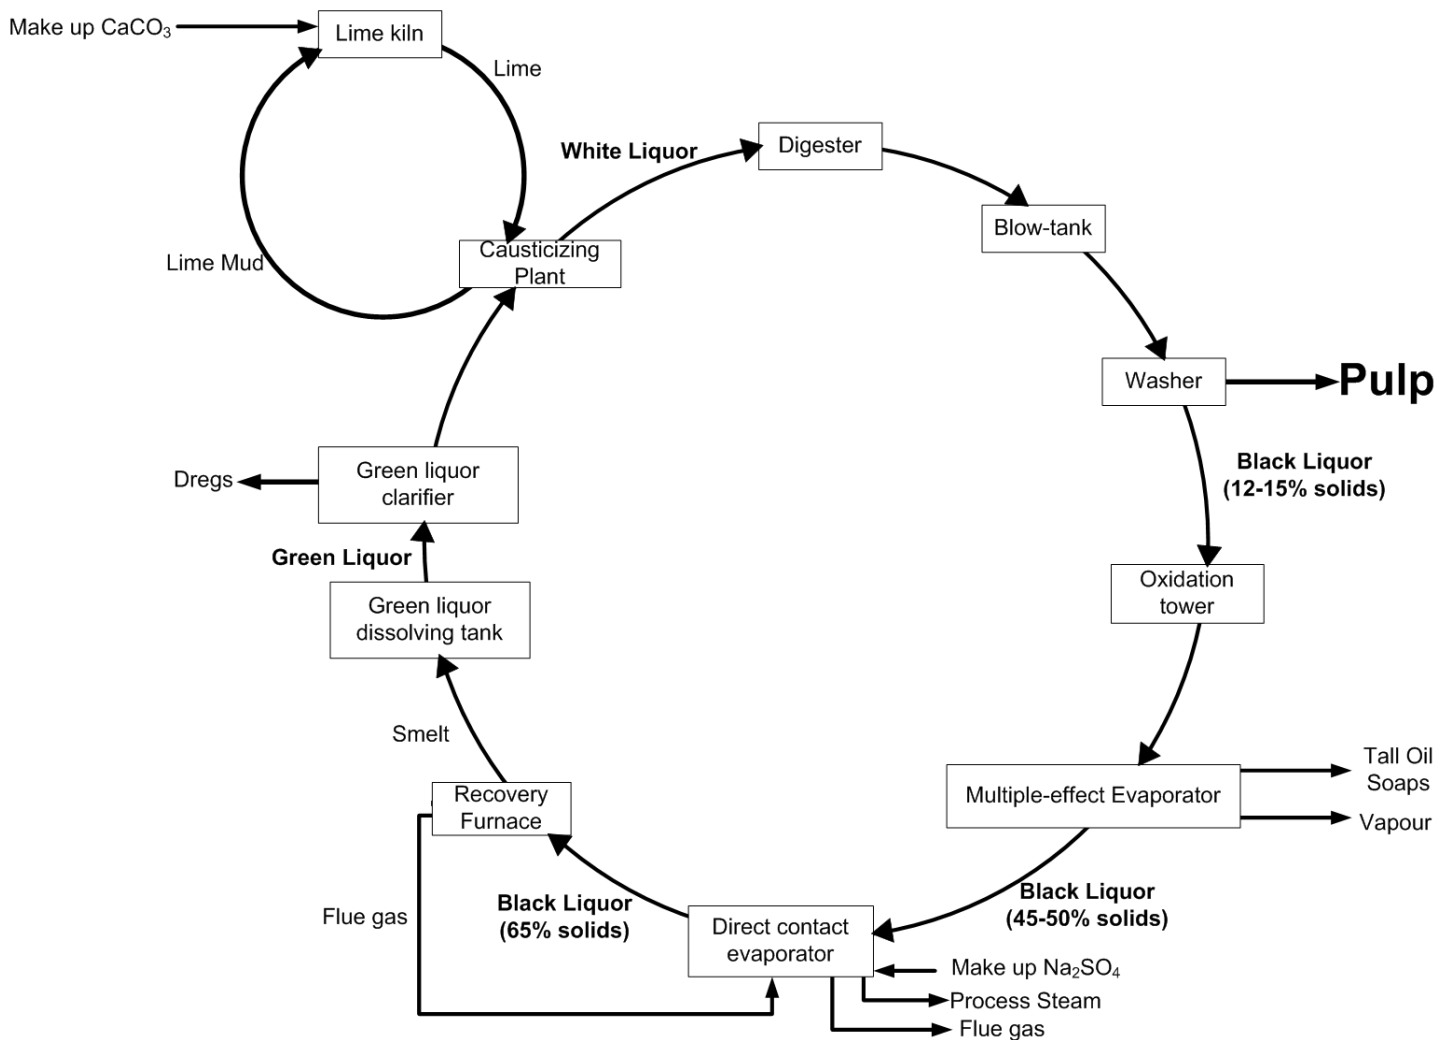 Make up CaCO₃
Lime kiln
Lime
White Liquor
Digester
Blow-tank
Causticizing
Plant
Lime Mud
Washer
Pulp
Black Liquor
(12-15% solids)
Green liquor
clarifier
Dregs
Green Liquor
Oxidation
tower
Green liquor
dissolving tank
Smelt
Tall Oil
Soaps
Multiple-effect Evaporator
Vapour
Recovery
Furnace
Black Liquor
(65% solids)
Flue gas
Direct contact
evaporator
Black Liquor
(45-50% solids)
Make up Na₂SO₄
Process Steam
Flue gas